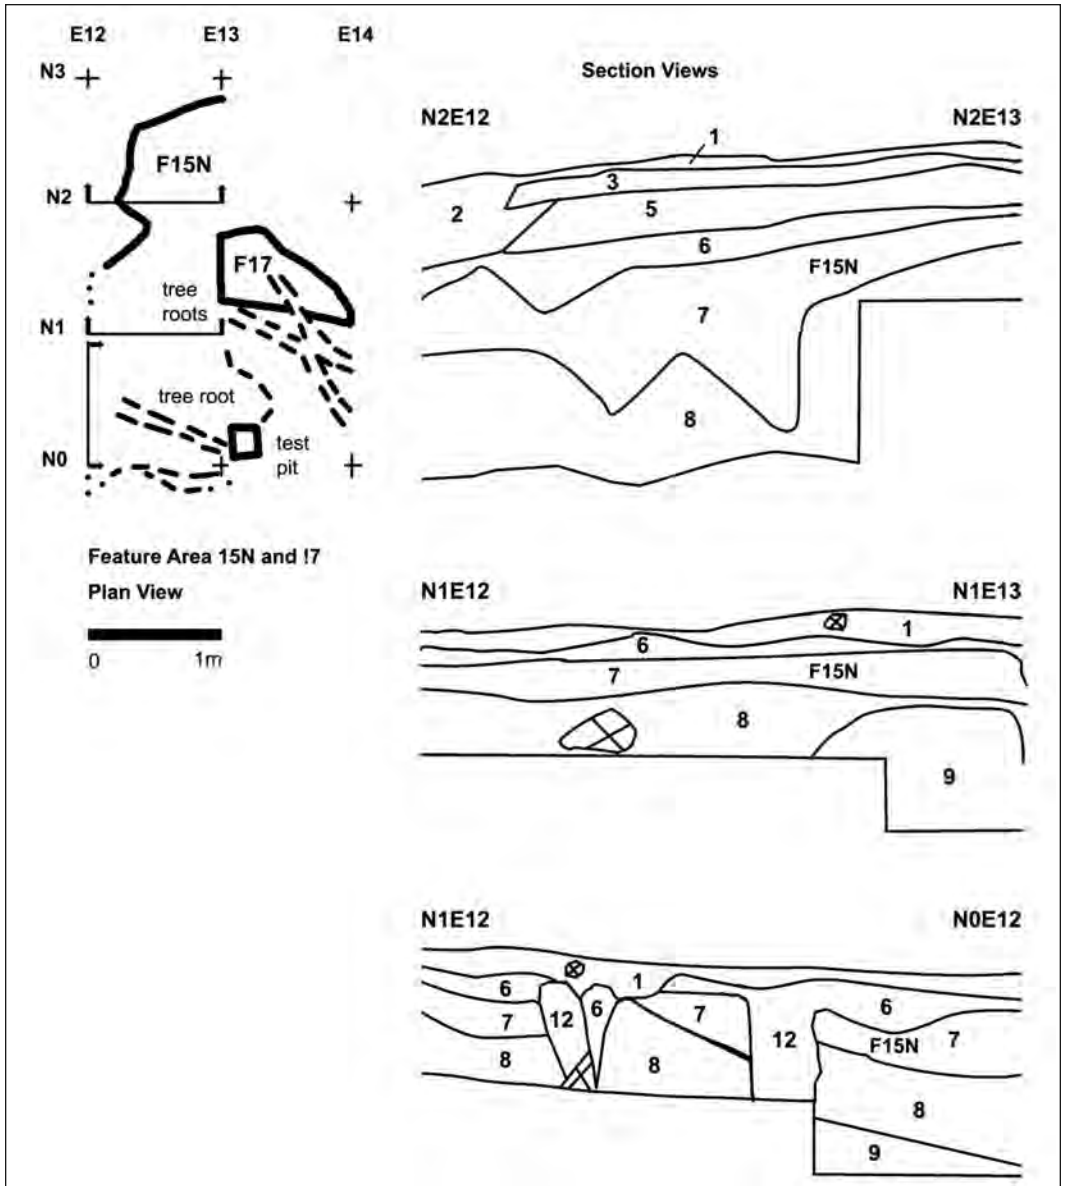 E12 E13 E14
N3
F15N
N2
F17
tree
roots
N1
tree root
test
pit
N0
Feature Area 15N and !7
Plan View
0 1m
Section Views
N2E12 N2E13
1
3
2 5
6
F15N
7
8
N1E12 N1E13
1
6
7 F15N
8
9
N1E12 N0E12
6 1 6
12 6 7 12 F15N 7
7
8 8 8
9